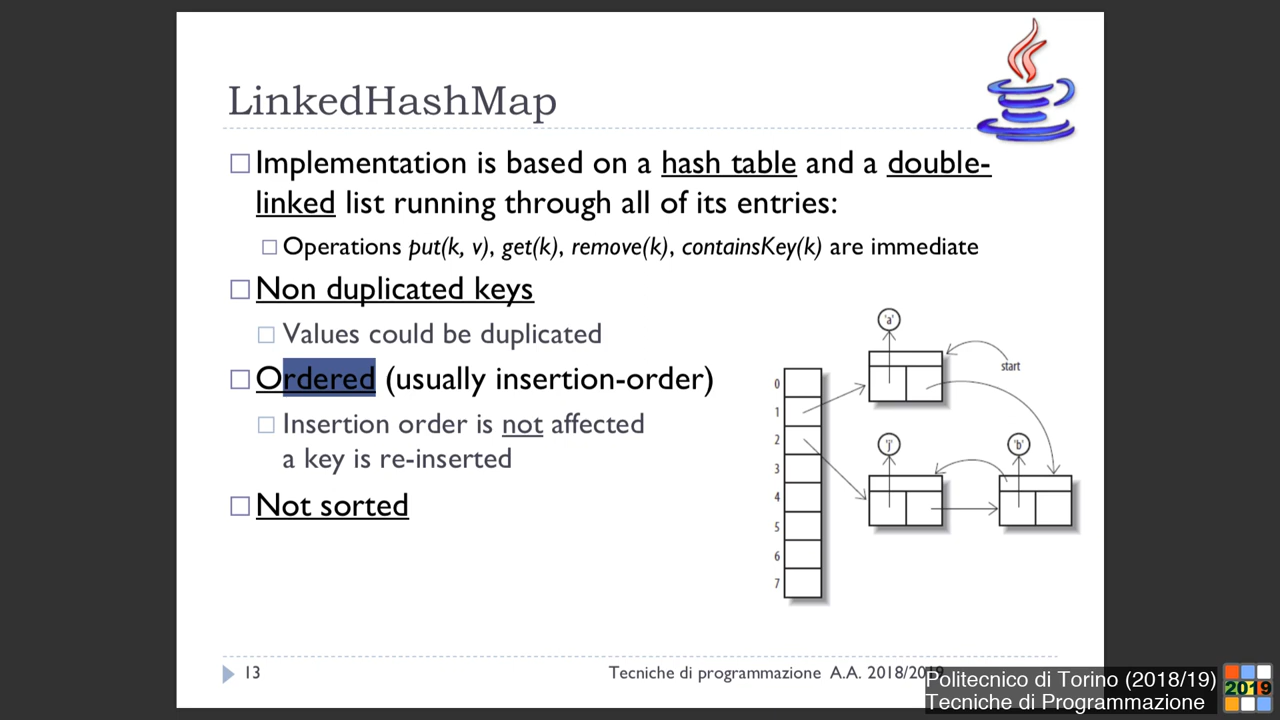 LinkedHashMap
Implementation is based on a hash table and a double-
linked list running through all of its entries:
Operations put(k, v), get(k), remove(k), containsKey(k) are immediate
Non duplicated keys
Values could be duplicated
Ordered (usually insertion-order)
Insertion order is not affected
a key is re-inserted
Not sorted
'a'
start
0
1
2
3
4
5
6
7
'j'
'b'
13
Tecniche di programmazione A.A. 2018/2019
Politecnico di Torino (2018/19)
Tecniche di Programmazione
2019